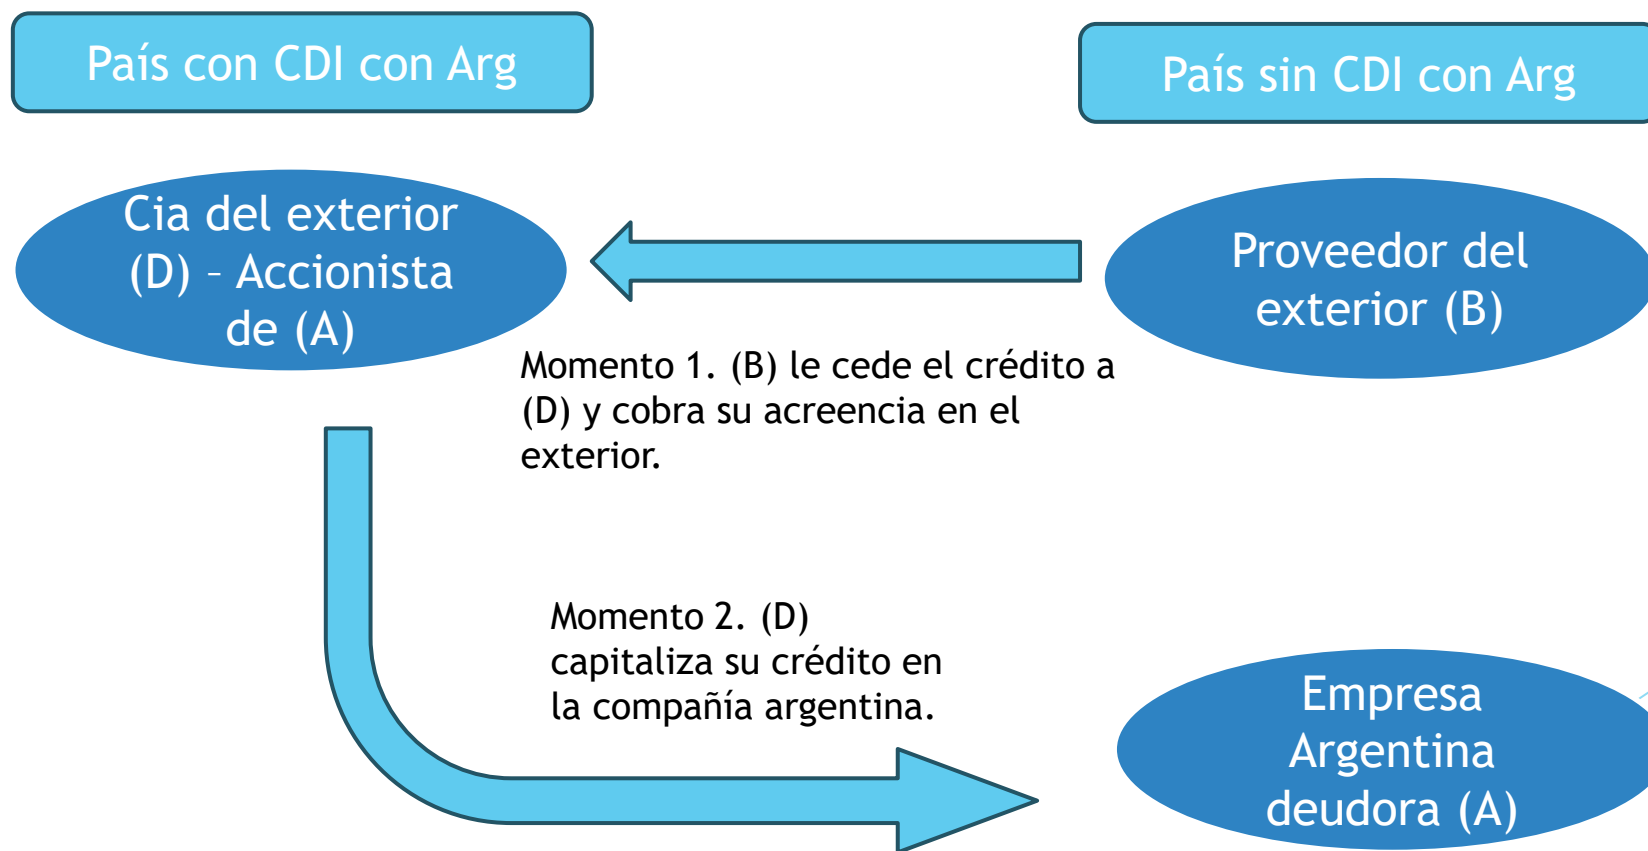 País con CDI con Arg
País sin CDI con Arg
Cia del exterior
(D) – Accionista
de (A)
Proveedor del
exterior (B)
Momento 1. (B) le cede el crédito a
(D) y cobra su acreencia en el
exterior.
Momento 2. (D)
capitaliza su crédito en
la compañía argentina.
Empresa
Argentina
deudora (A)